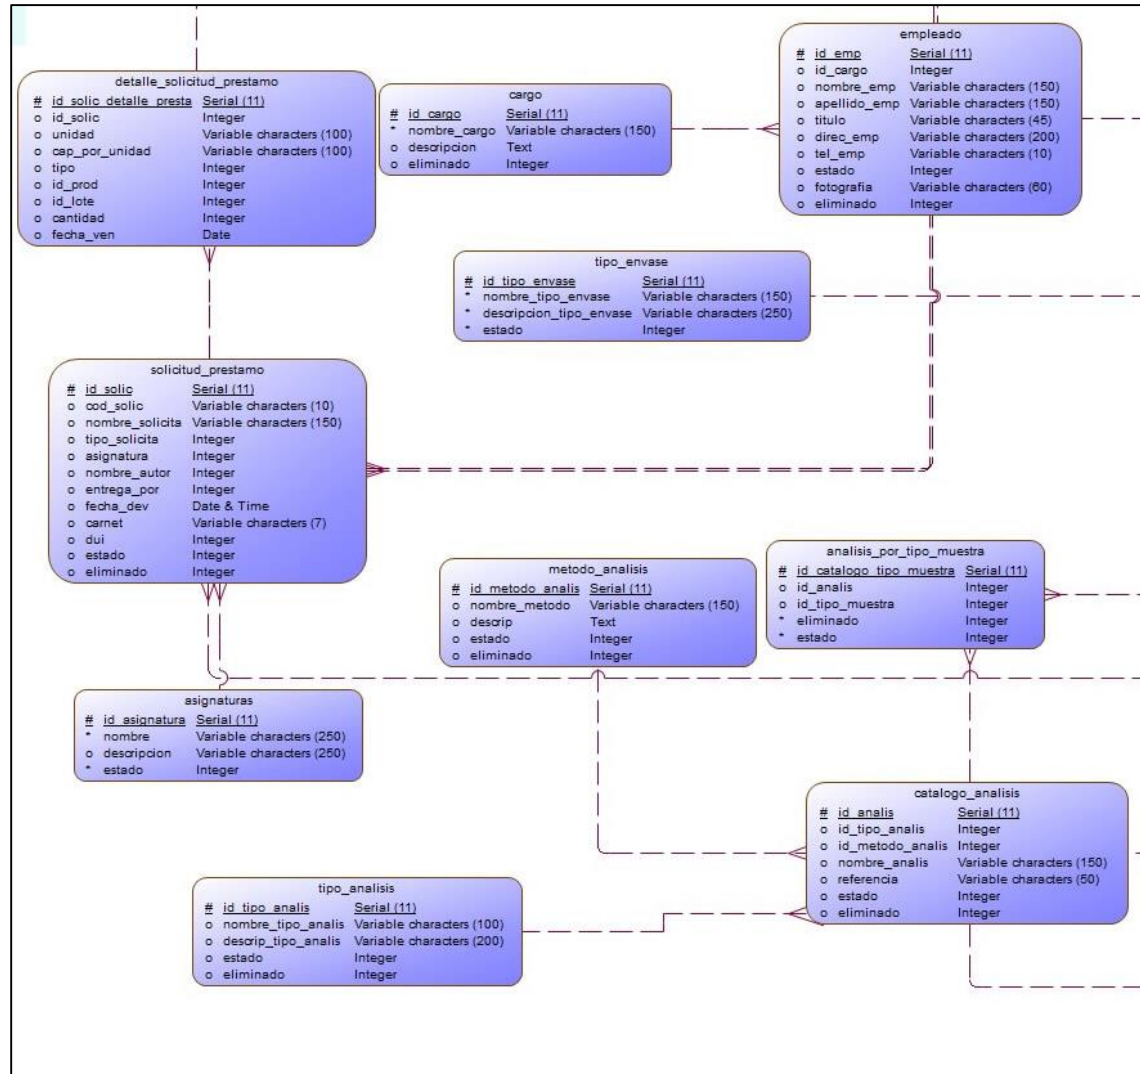 detalle_solicitud_prestamo
# id_solic_detalle_presta Serial (11)
o id_solic Integer
o unidad Variable characters (100)
o cap_por_unidad Variable characters (100)
o tipo Integer
o id_prod Integer
o id_lote Integer
o cantidad Integer
o fecha_ven Date
cargo
# id_cargo Serial (11)
* nombre_cargo Variable characters (150)
o descripcion Text
o eliminado Integer
empleado
# id_emp Serial (11)
o id_cargo Integer
o nombre_emp Variable characters (150)
o apellido_emp Variable characters (150)
o titulo Variable characters (45)
o direc_emp Variable characters (200)
o tel_emp Variable characters (10)
o estado Integer
o fotografia Variable characters (60)
o eliminado Integer
tipo_envase
# id_tipo_envase Serial (11)
* nombre_tipo_envase Variable characters (150)
* descripcion_tipo_envase Variable characters (250)
* estado Integer
solicitud_prestamo
# id_solic Serial (11)
o cod_solic Variable characters (10)
o nombre_solicita Variable characters (150)
o tipo_solicita Integer
o asignatura Integer
o nombre_autor Integer
o entrega_por Integer
o fecha_dev Date & Time
o carnet Variable characters (7)
o dui Integer
o estado Integer
o eliminado Integer
metodo_analisis
# id_metodo_analis Serial (11)
o nombre_metodo Variable characters (150)
o descrip Text
o estado Integer
o eliminado Integer
analisis_por_tipo_muestra
# id_catalogo_tipo_muestra Serial (11)
o id_analis Integer
o id_tipo_muestra Integer
* eliminado Integer
* estado Integer
asignaturas
# id_asignatura Serial (11)
* nombre Variable characters (250)
o descripcion Variable characters (250)
* estado Integer
catalogo_analisis
# id_analis Serial (11)
o id_tipo_analis Integer
o id_metodo_analis Integer
o nombre_analis Variable characters (150)
o referencia Variable characters (50)
o estado Integer
o eliminado Integer
tipo_analisis
# id_tipo_analis Serial (11)
o nombre_tipo_analis Variable characters (100)
o descrip_tipo_analis Variable characters (200)
o estado Integer
o eliminado Integer